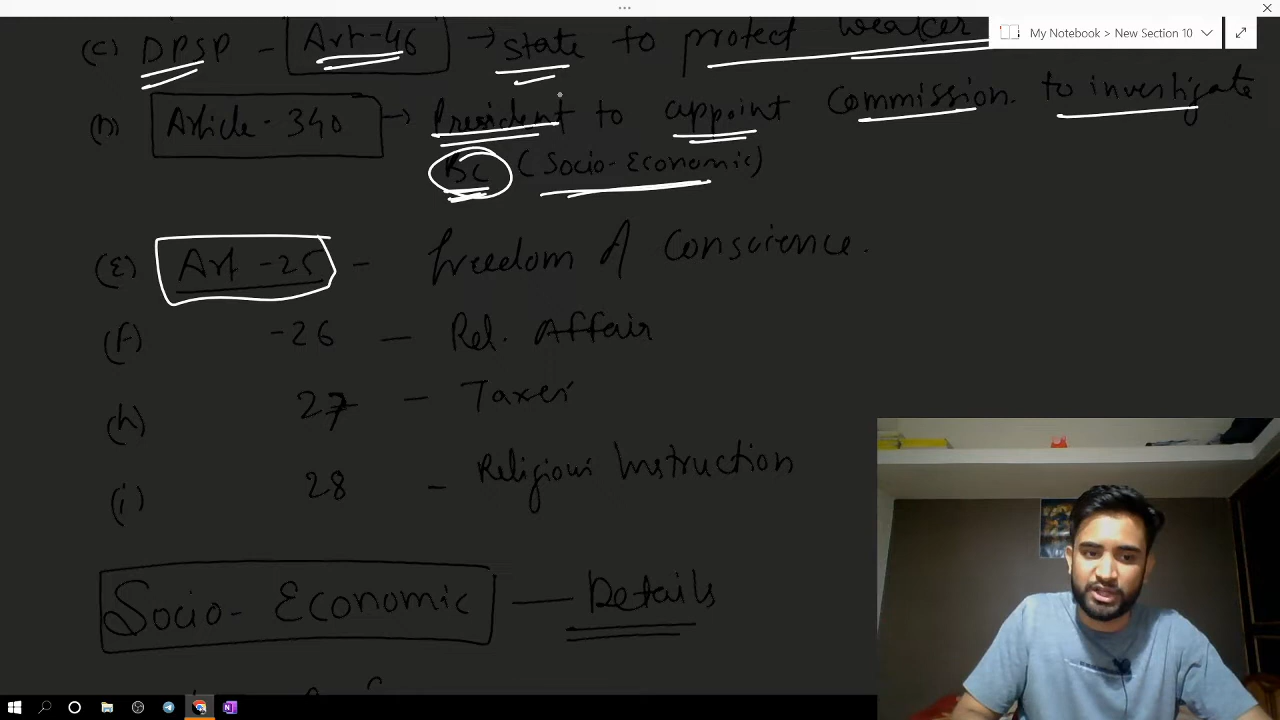 (c) DPSP - Art-46 → state to protect weaker
My Notebook > New Section 10
(D) Article-340 → President to appoint Commission. to investigate
BC (Socio-Economic)
(E) Art-25 - freedom of Conscience.
(f) -26 - Rel. Affair
(h) 27 - Taxes
(i) 28 - Religious Instruction
Socio-Economic - Details